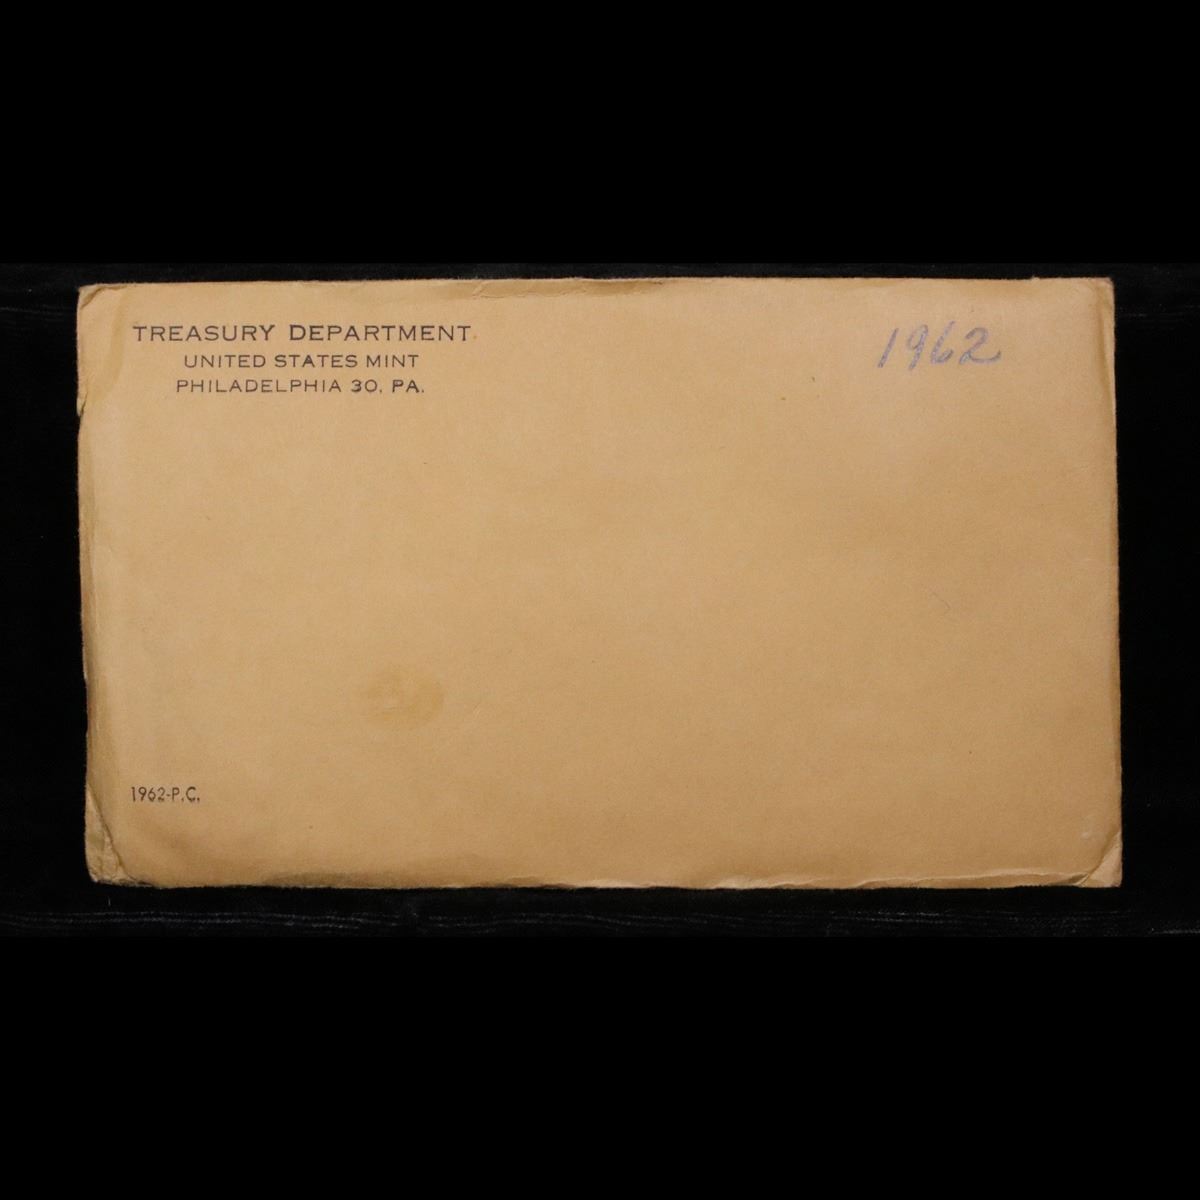 TREASURY DEPARTMENT
UNITED STATES MINT
PHILADELPHIA 30, PA.
1962
1962-P.C.